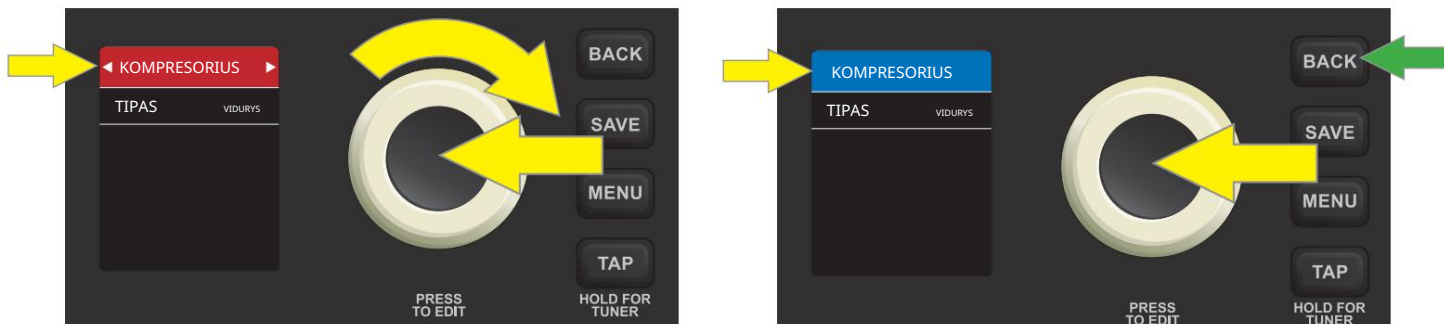 KOMPRESORIUS
TIPAS VIDURYS
BACK
SAVE
MENU
TAP
PRESS
TO EDIT
HOLD FOR
TUNER
KOMPRESORIUS
TIPAS VIDURYS
BACK
SAVE
MENU
TAP
PRESS
TO EDIT
HOLD FOR
TUNER